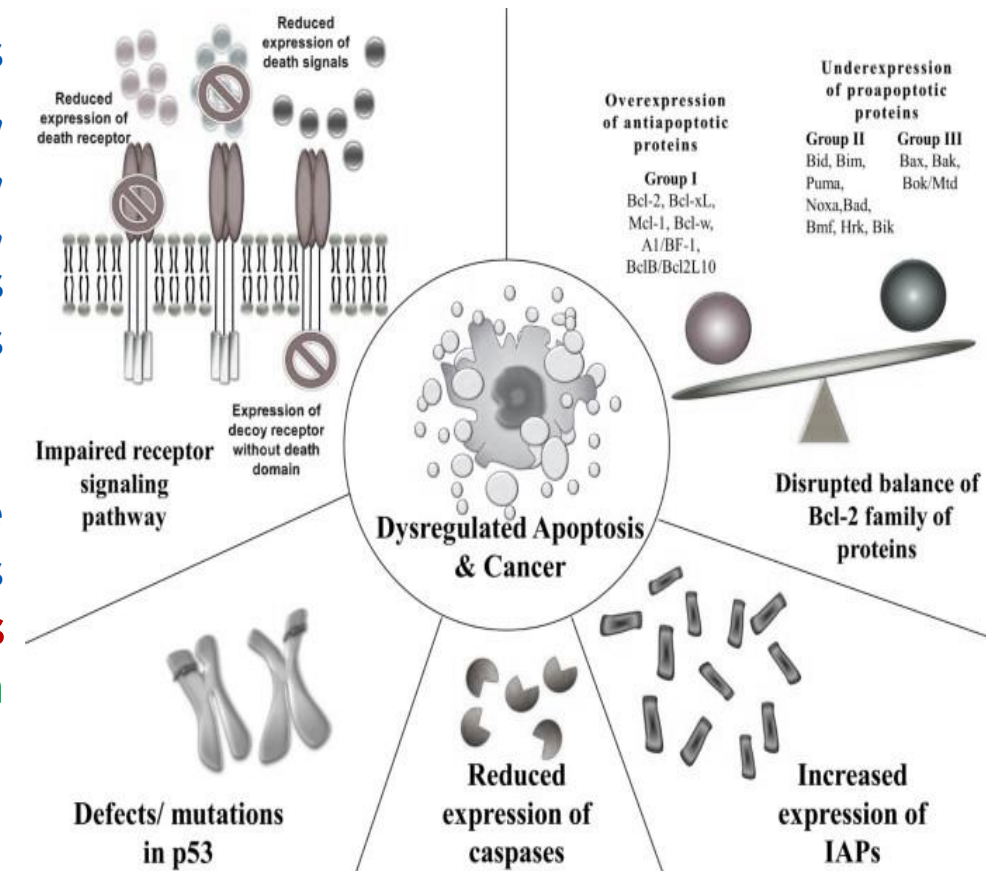 Reduced
expression of
death signals
Reduced
expression of
death receptor
Expression of
decoy receptor
without death
domain
Impaired receptor
signaling
pathway
Overexpression
of antiapoptotic
proteins
Group I
Bcl-2, Bcl-xL,
Mcl-1, Bcl-w,
A1/BF-1,
BclB/Bcl2L10
Underexpression
of proapoptotic
proteins
Group II
Bid, Bim,
Puma,
Noxa,Bad,
Bmf, Hrk, Bik
Group III
Bax, Bak,
Bok/Mtd
Disrupted balance of
Bcl-2 family of
proteins
Dysregulated Apoptosis
& Cancer
Defects/ mutations
in p53
Reduced
expression of
caspases
Increased
expression of
IAPs